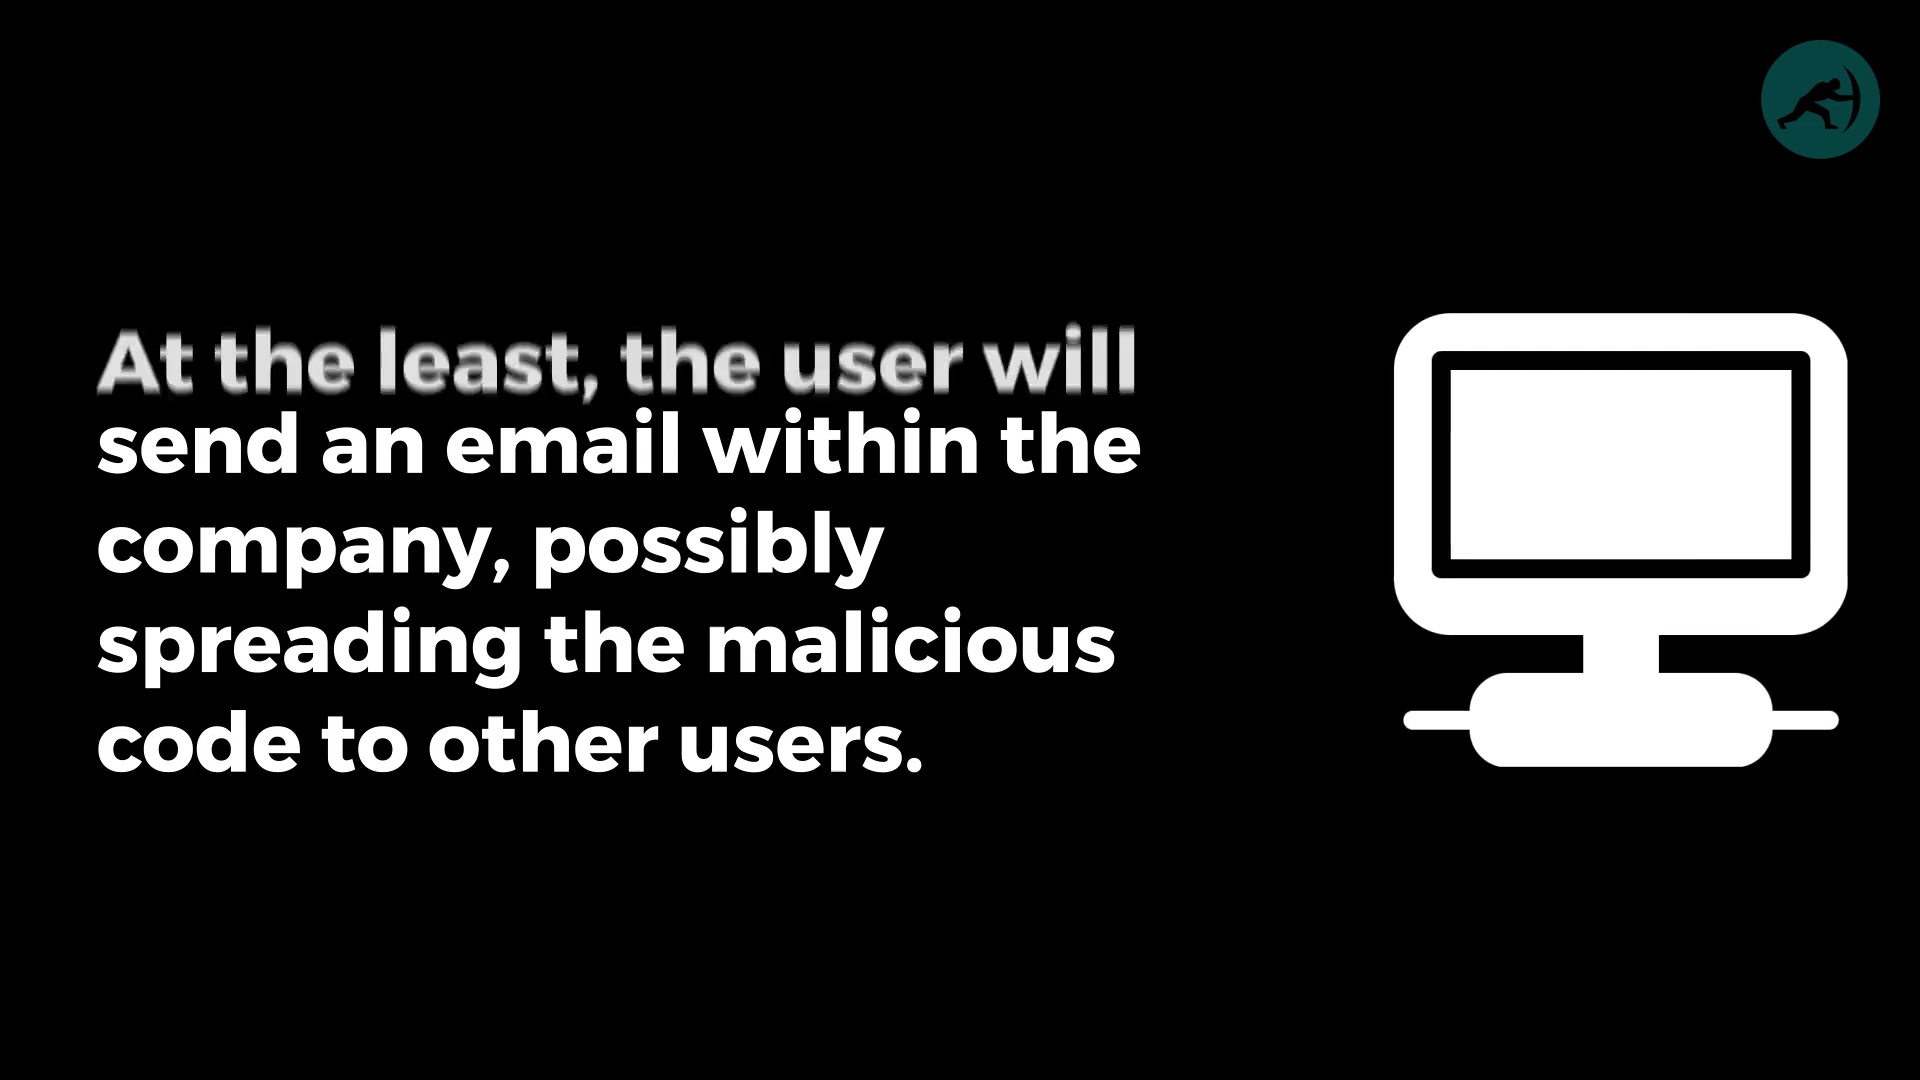 At the least, the user will
send an email within the
company, possibly
spreading the malicious
code to other users.